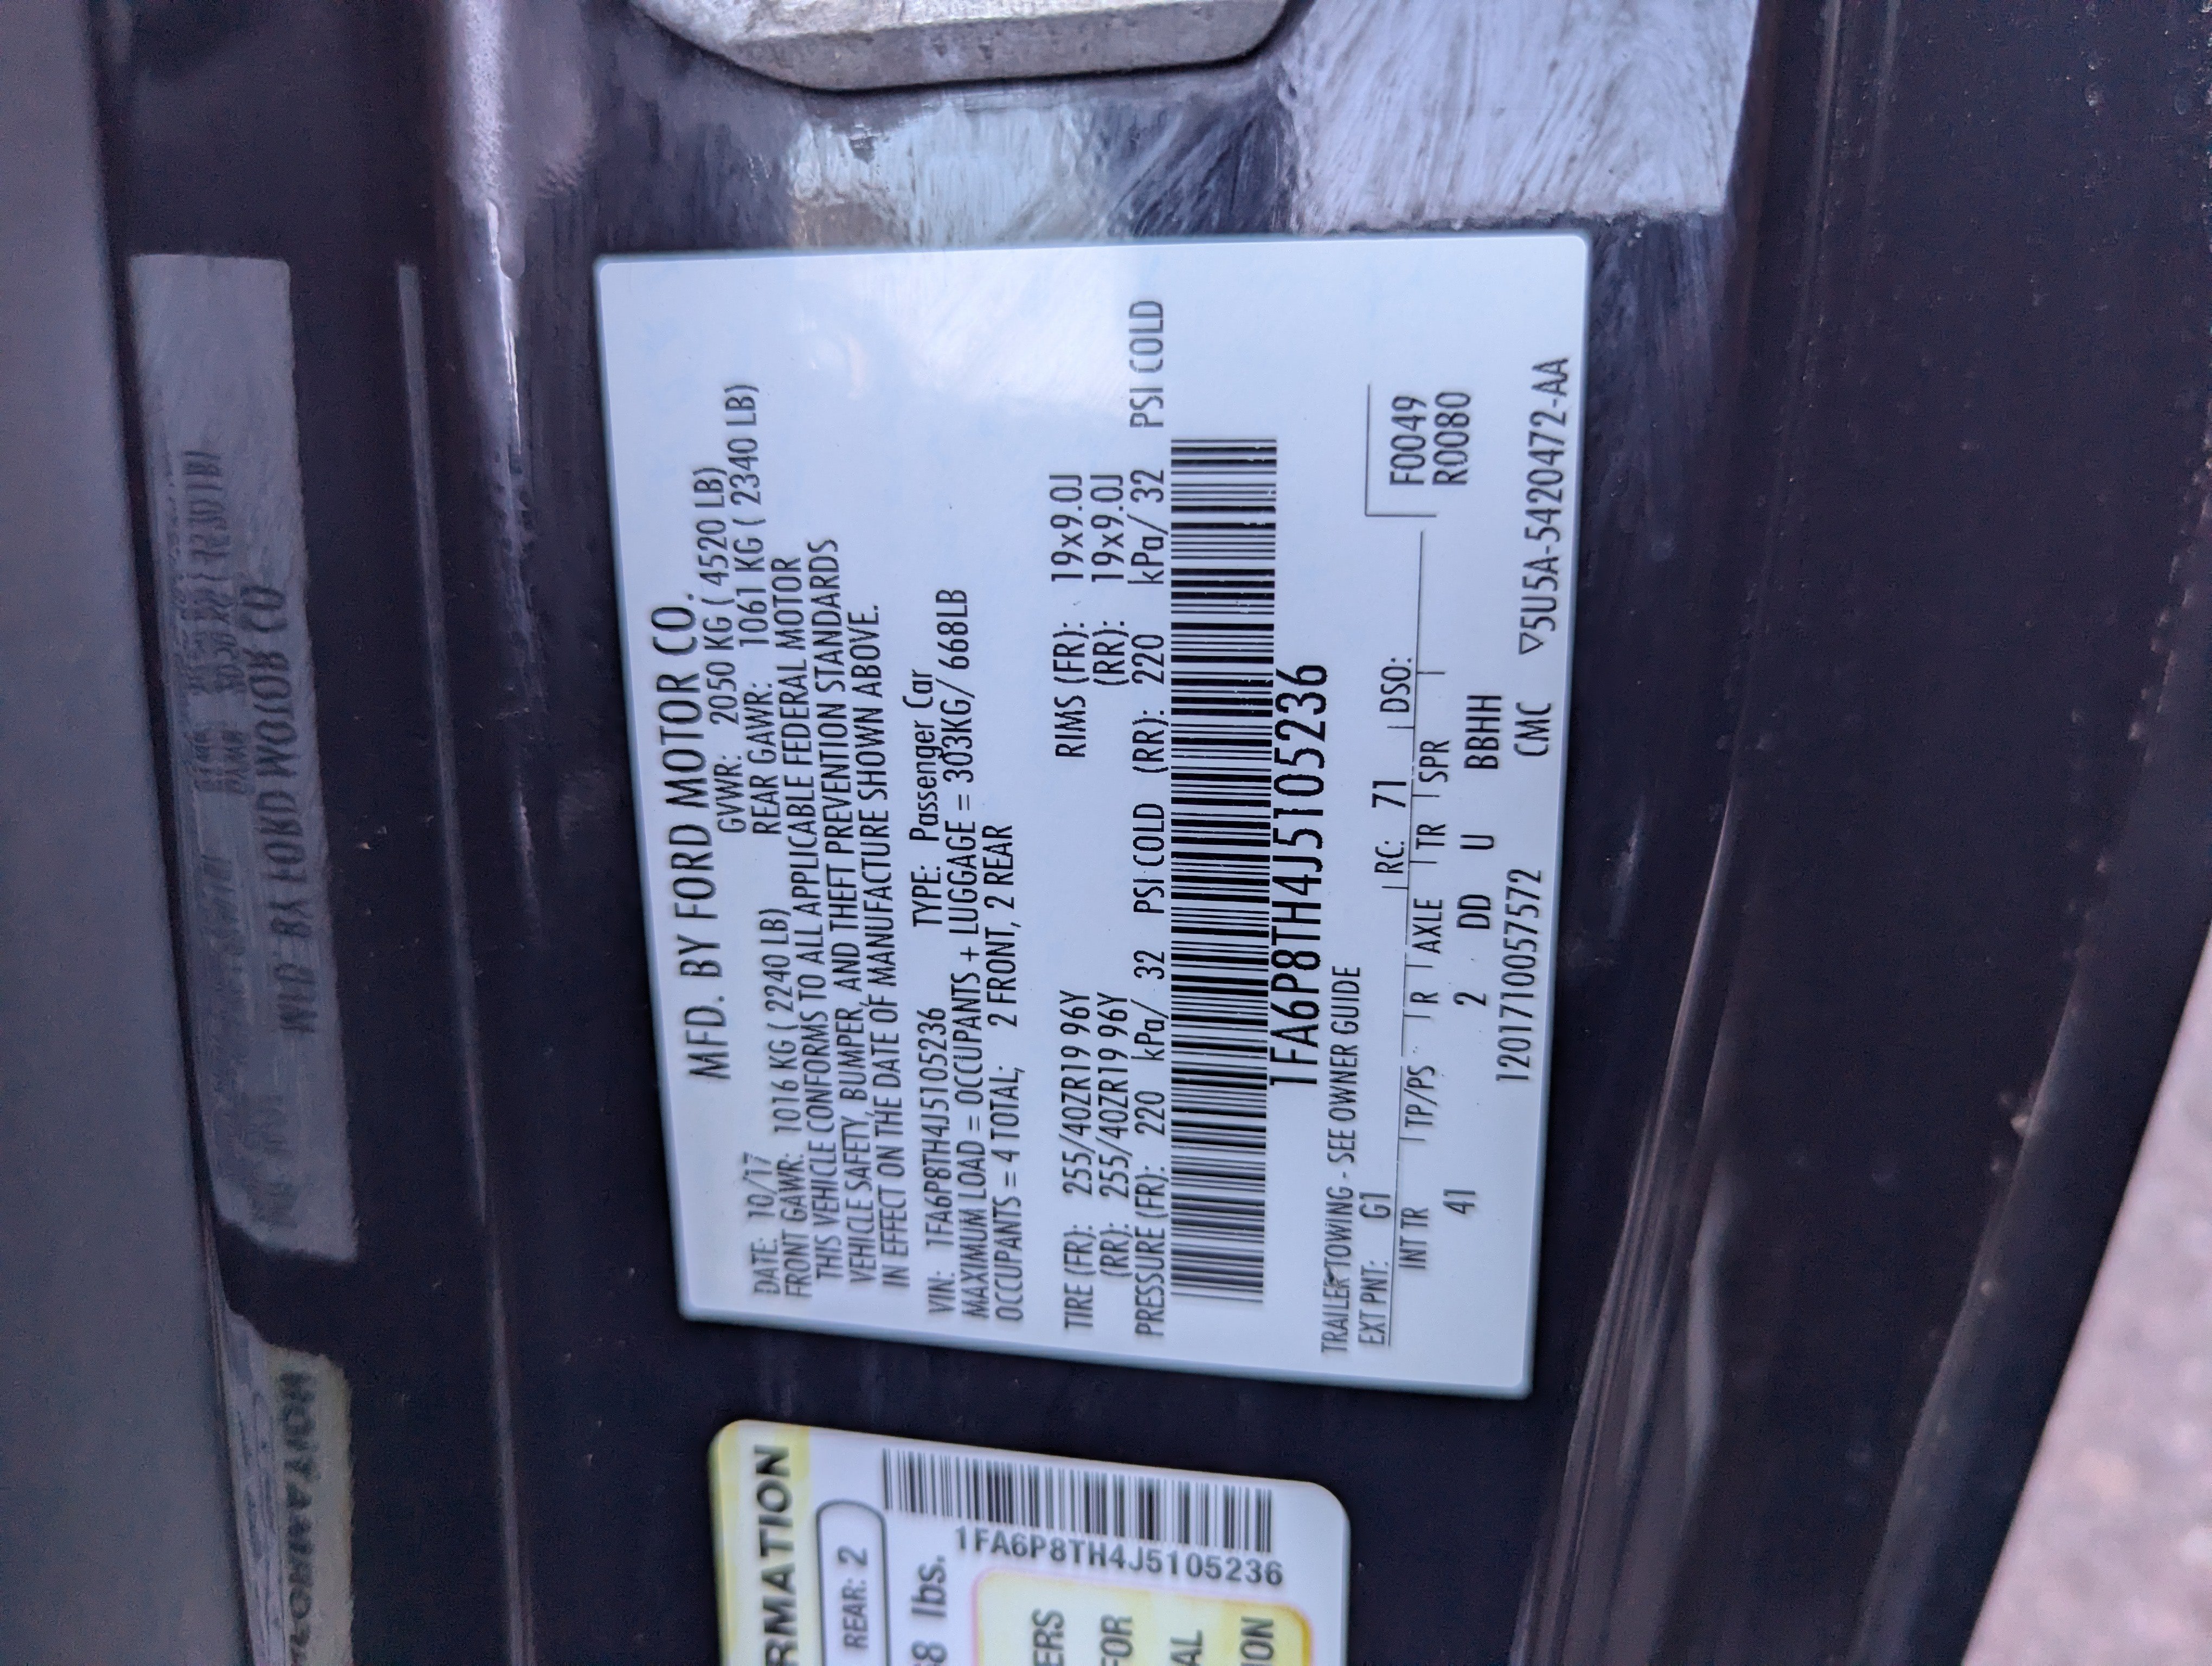 MFD. BY FORD MOTOR CO.
DATE: 10/17 GVWR: 2050 KG ( 4520 LB)
FRONT GAWR: 1016 KG ( 2240 LB) REAR GAWR: 1061 KG ( 2340 LB)
THIS VEHICLE CONFORMS TO ALL APPLICABLE FEDERAL MOTOR
VEHICLE SAFETY, BUMPER, AND THEFT PREVENTION STANDARDS
IN EFFECT ON THE DATE OF MANUFACTURE SHOWN ABOVE.
VIN: 1FA6P8TH4J5105236 TYPE: Passenger Car
MAXIMUM LOAD = OCCUPANTS + LUGGAGE = 303KG/ 668LB
OCCUPANTS = 4 TOTAL; 2 FRONT, 2 REAR
RIMS (FR): 19x9.0J
TIRE (FR): 255/40ZR19 96Y (RR): 19x9.0J
(RR): 255/40ZR19 96Y
PRESSURE (FR): 220 kPa/ 32 PSI COLD (RR): 220 kPa/ 32 PSI COLD
1FA6P8TH4J5105236
TRAILER TOWING - SEE OWNER GUIDE
EXT PNT: G1 RC: 71 DSO:
F0049
R0080
INT TR TP/PS R AXLE TR SPR
41 2 DD U BBHH
1201710057572 CMC ▽5U5A-5420472-AA
RMATION
REAR: 2
8 lbs.
1FA6P8TH4J5105236
ERS
FOR
AL
ION